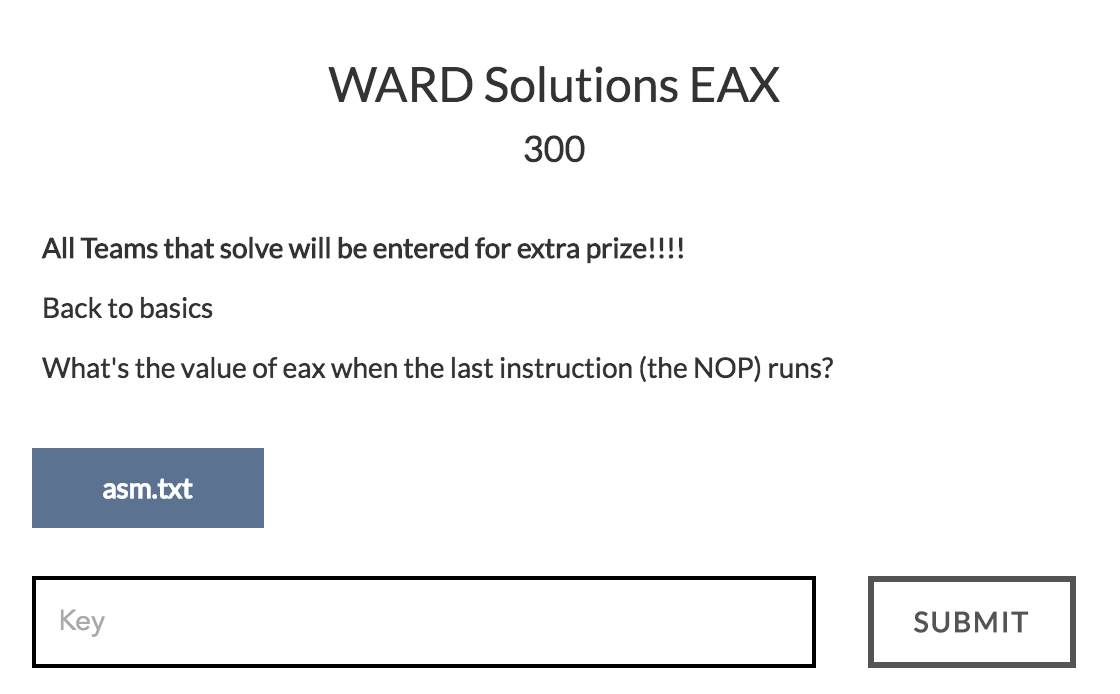 WARD Solutions EAX
300
All Teams that solve will be entered for extra prize!!!!
Back to basics
What's the value of eax when the last instruction (the NOP) runs?
asm.txt
Key
SUBMIT